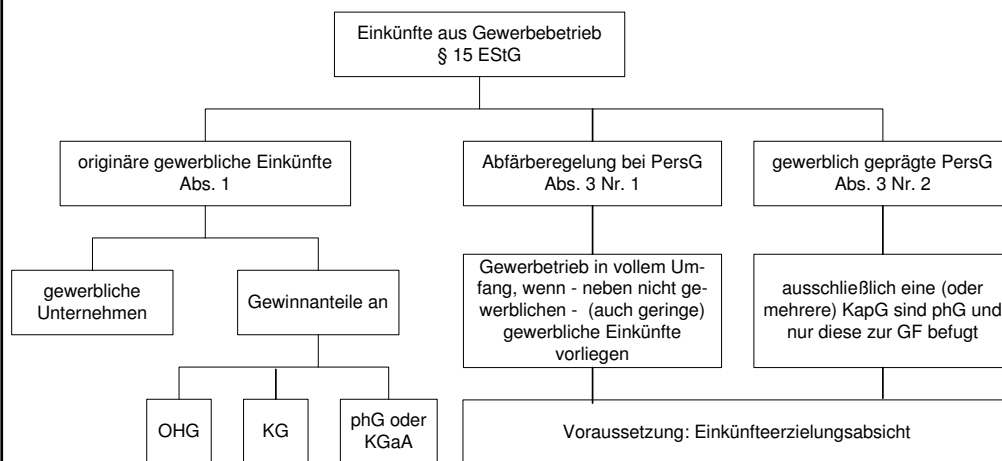 Einkünfte aus Gewerbebetrieb
§ 15 EStG
originäre gewerbliche Einkünfte
Abs. 1
Abfärberegelung bei PersG
Abs. 3 Nr. 1
gewerblich geprägte PersG
Abs. 3 Nr. 2
gewerbliche
Unternehmen
Gewinnanteile an
Gewerbetrieb in vollem Um-
fang, wenn - neben nicht ge-
werblichen - (auch geringe)
gewerbliche Einkünfte
vorliegen
ausschließlich eine (oder
mehrere) KapG sind phG und
nur diese zur GF befugt
OHG
KG
phG oder
KGaA
Voraussetzung: Einkünfteerzielungsabsicht